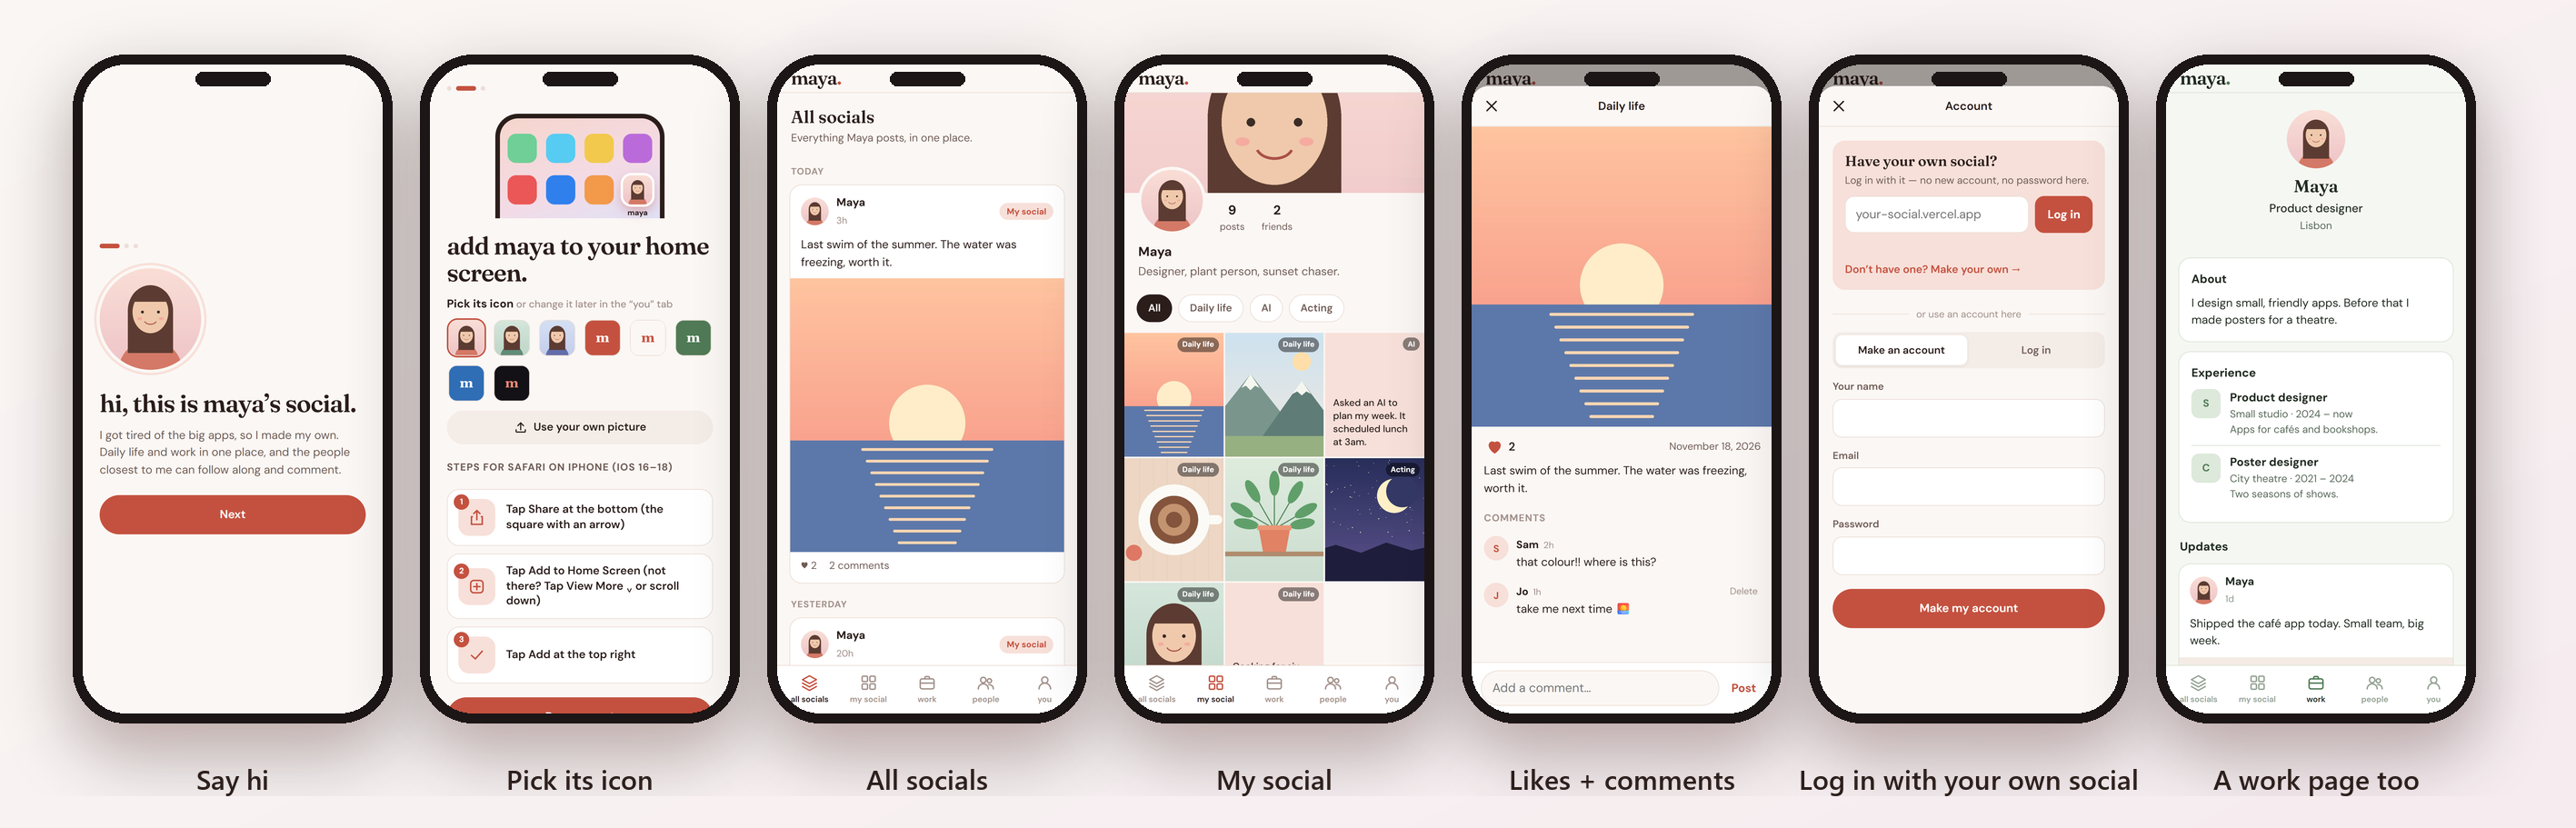 hi, this is maya's social.
I got tired of the big apps, so I made my own.
Daily life and work in one place, and the people
closest to me can follow along and comment.
Next
Say hi
maya
add maya to your home
screen.
Pick its icon or change it later in the "you" tab
m
m
m
m
m
Use your own picture
STEPS FOR SAFARI ON IPHONE (IOS 16–18)
1
Tap Share at the bottom (the
square with an arrow)
2
Tap Add to Home Screen (not
there? Tap View More ⌄ or scroll
down)
3
Tap Add at the top right
Pick its icon
maya.
All socials
Everything Maya posts, in one place.
TODAY
Maya
3h
My social
Last swim of the summer. The water was
freezing, worth it.
♥ 2 2 comments
YESTERDAY
Maya
20h
My social
all socials my social work people you
All socials
maya.
9 2
posts friends
Maya
Designer, plant person, sunset chaser.
All Daily life AI Acting
Daily life Daily life AI
Asked an AI to
plan my week. It
scheduled lunch
at 3am.
Daily life Daily life Acting
Daily life Daily life
all socials my social work people you
My social
maya.
Daily life
2 November 18, 2026
Last swim of the summer. The water was freezing,
worth it.
COMMENTS
S
Sam 2h
that colour!! where is this?
J
Jo 1h Delete
take me next time 🌅
Add a comment... Post
Likes + comments
maya.
Account
Have your own social?
Log in with it — no new account, no password here.
your-social.vercel.app Log in
Don't have one? Make your own →
or use an account here
Make an account Log in
Your name
Email
Password
Make my account
Log in with your own social
maya.
Maya
Product designer
Lisbon
About
I design small, friendly apps. Before that I
made posters for a theatre.
Experience
S
Product designer
Small studio · 2024 – now
Apps for cafés and bookshops.
C
Poster designer
City theatre · 2021 – 2024
Two seasons of shows.
Updates
Maya
1d
Shipped the café app today. Small team, big
week.
all socials my social work people you
A work page too